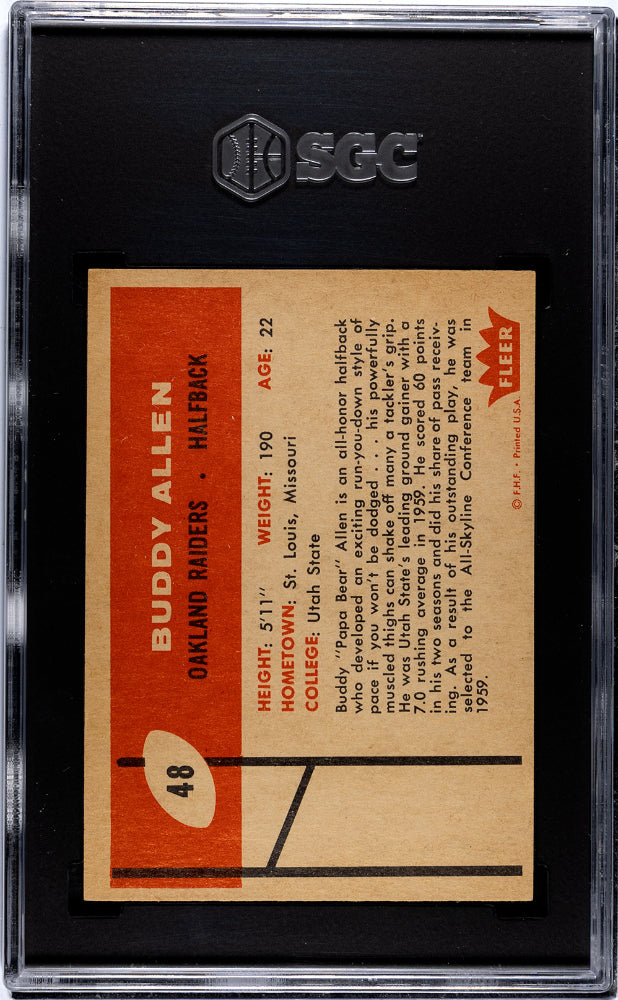 SGC
48
BUDDY ALLEN
OAKLAND RAIDERS • HALFBACK
HEIGHT: 5'11" WEIGHT: 190 AGE: 22
HOMETOWN: St. Louis, Missouri
COLLEGE: Utah State
Buddy "Papa Bear" Allen is an all-honor halfback
who developed an exciting run-you-down style of
pace if you won't be dodged . . . his powerfully
muscled thighs can shake off many a tackler's grip.
He was Utah State's leading ground gainer with a
7.0 rushing average in 1959. He scored 60 points
in his two seasons and did his share of pass receiv-
ing. As a result of his outstanding play, he was
selected to the All-Skyline Conference team in
1959.
FLEER
© F.H.F. • Printed U.S.A.